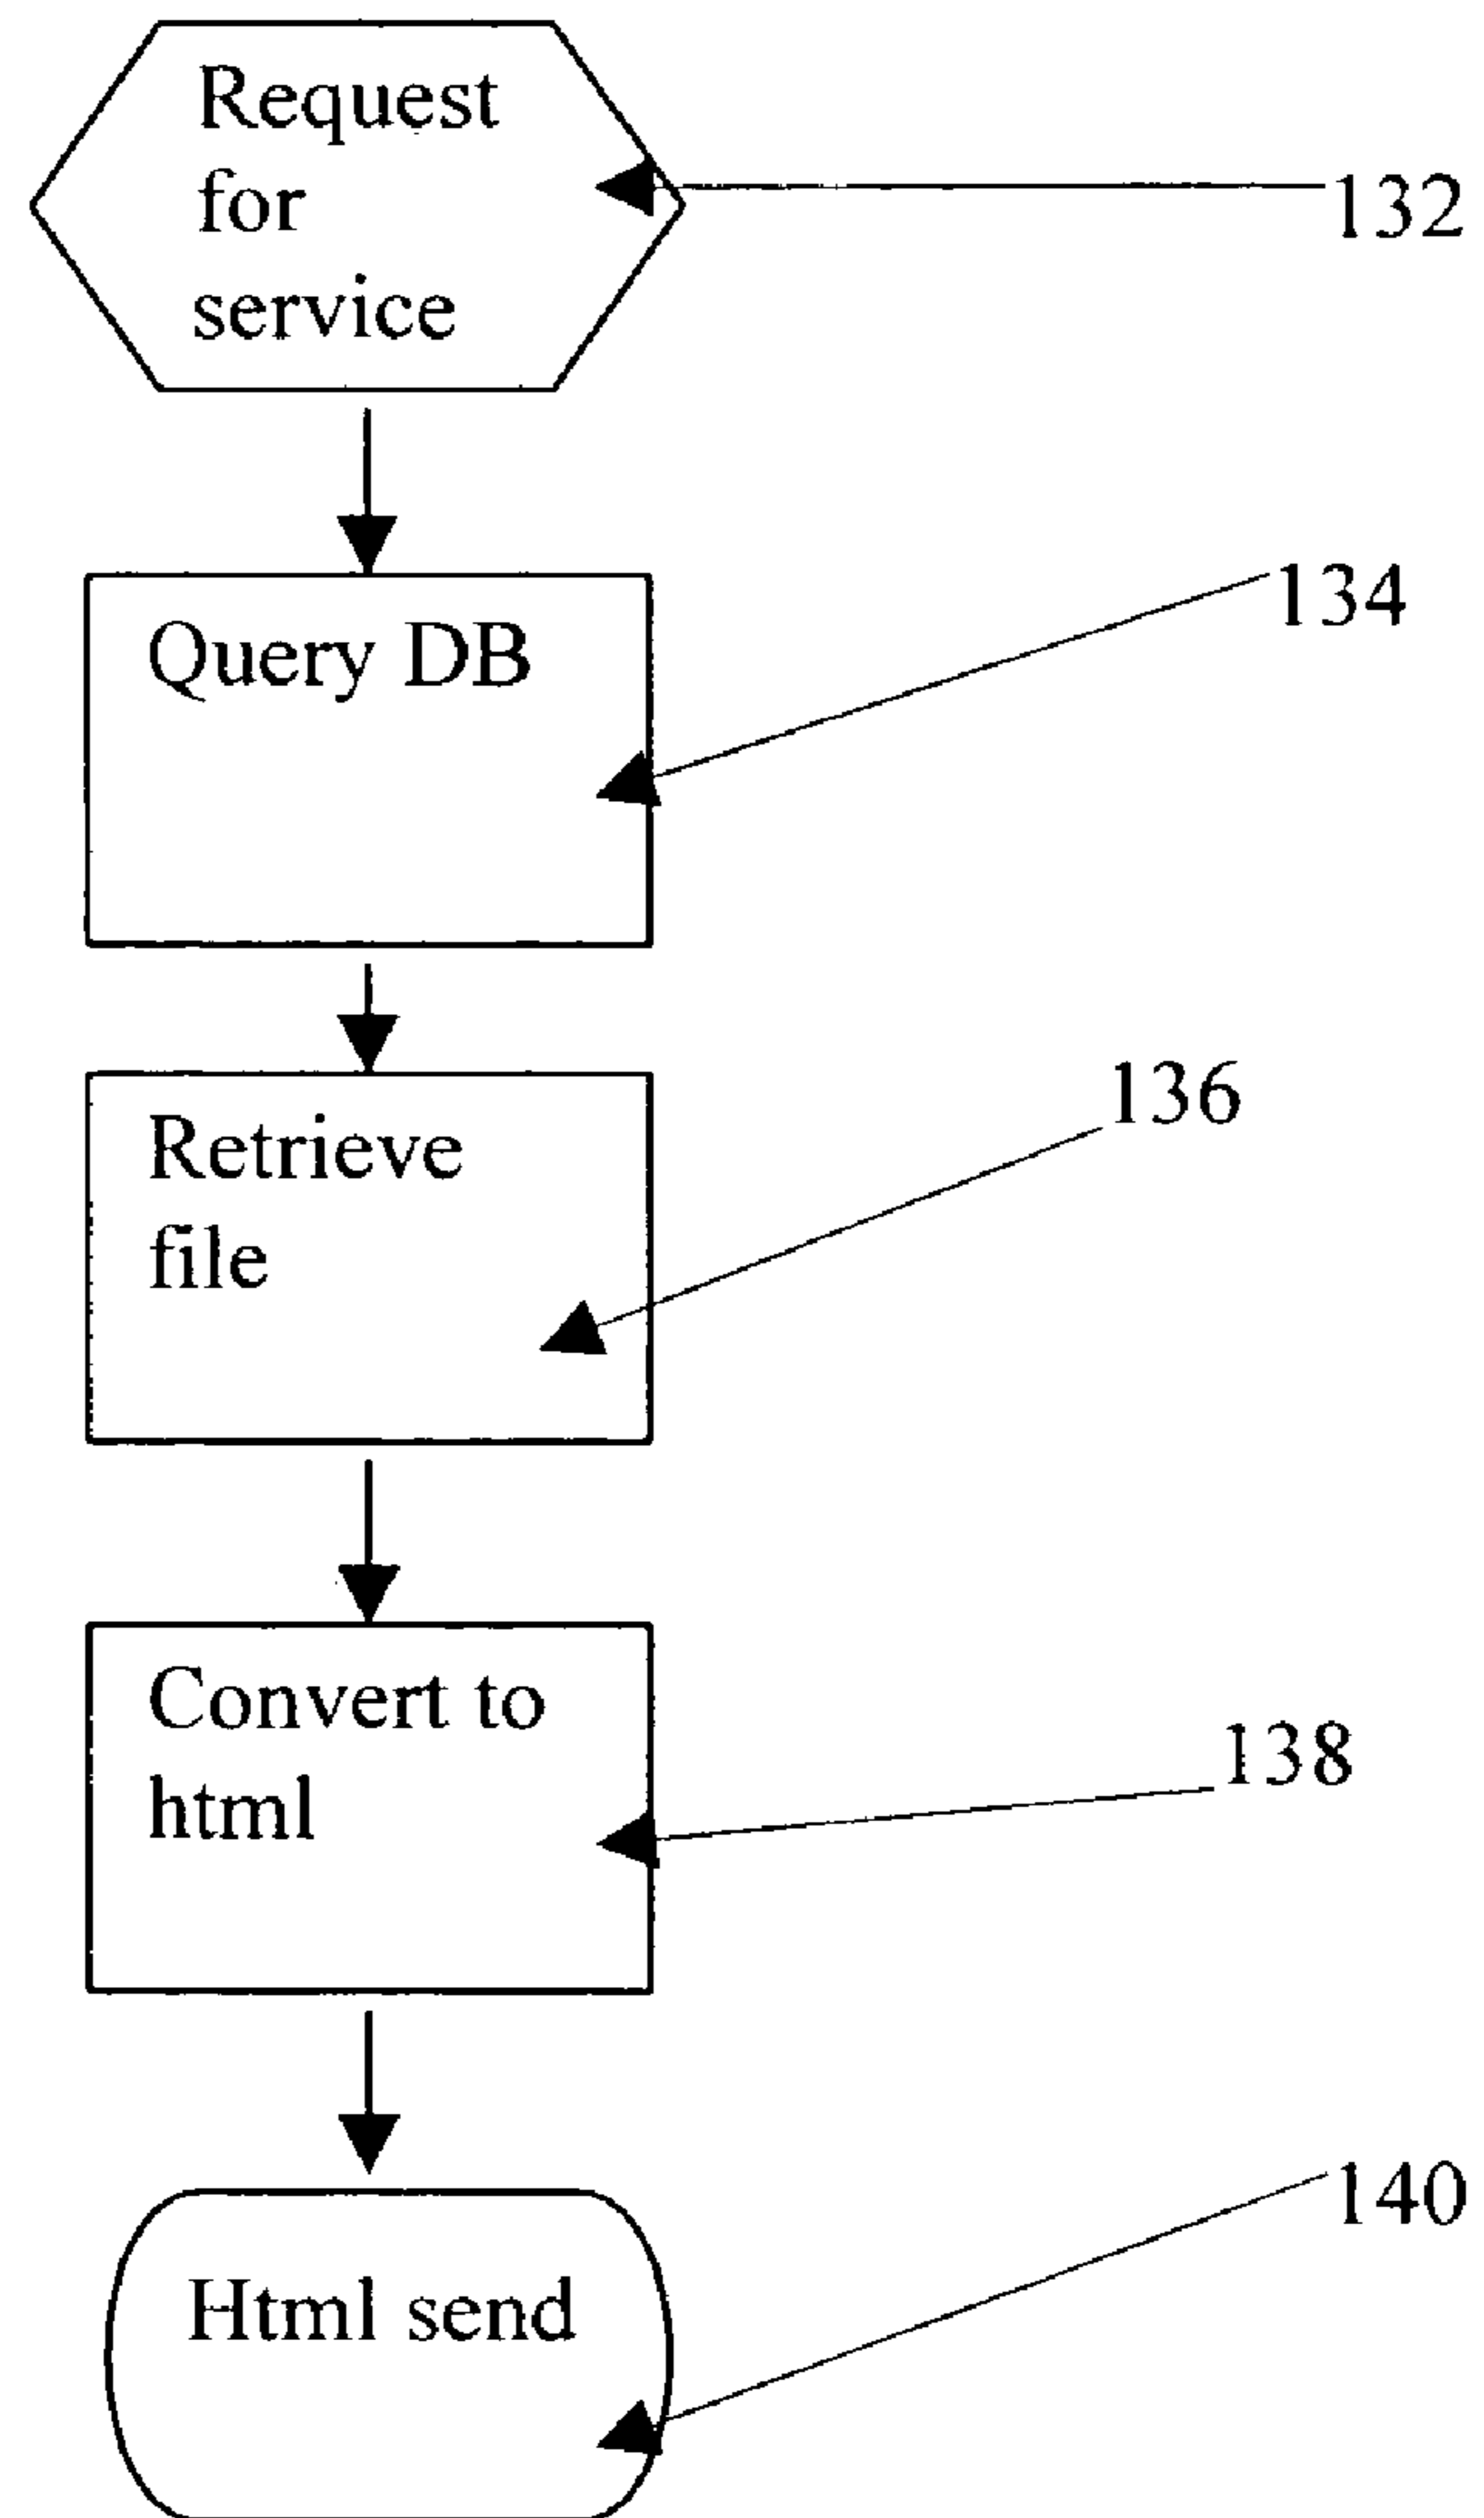 Request
for
service
132
Query DB
134
Retrieve
file
136
Convert to
html
138
Html send
140